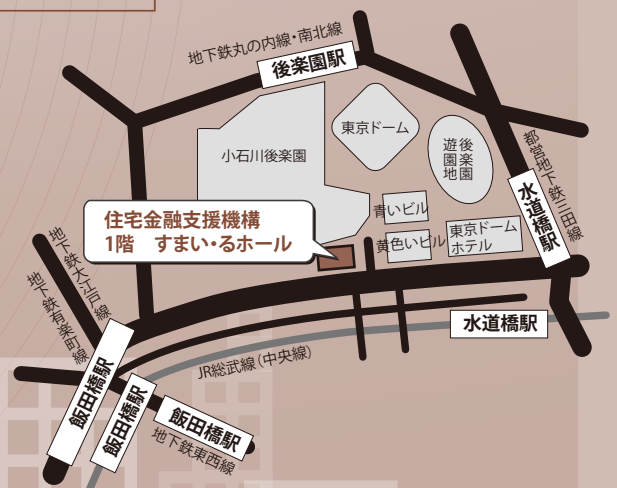 地下鉄丸の内線・南北線
後楽園駅
東京ドーム
小石川後楽園
後楽園
遊園地
都営地下鉄三田線
水道橋駅
青いビル
黄色いビル
東京ドーム
ホテル
住宅金融支援機構
1階　すまい・るホール
地下鉄大江戸線
地下鉄有楽町線
水道橋駅
JR総武線（中央線）
飯田橋駅
飯田橋駅
飯田橋駅
地下鉄東西線